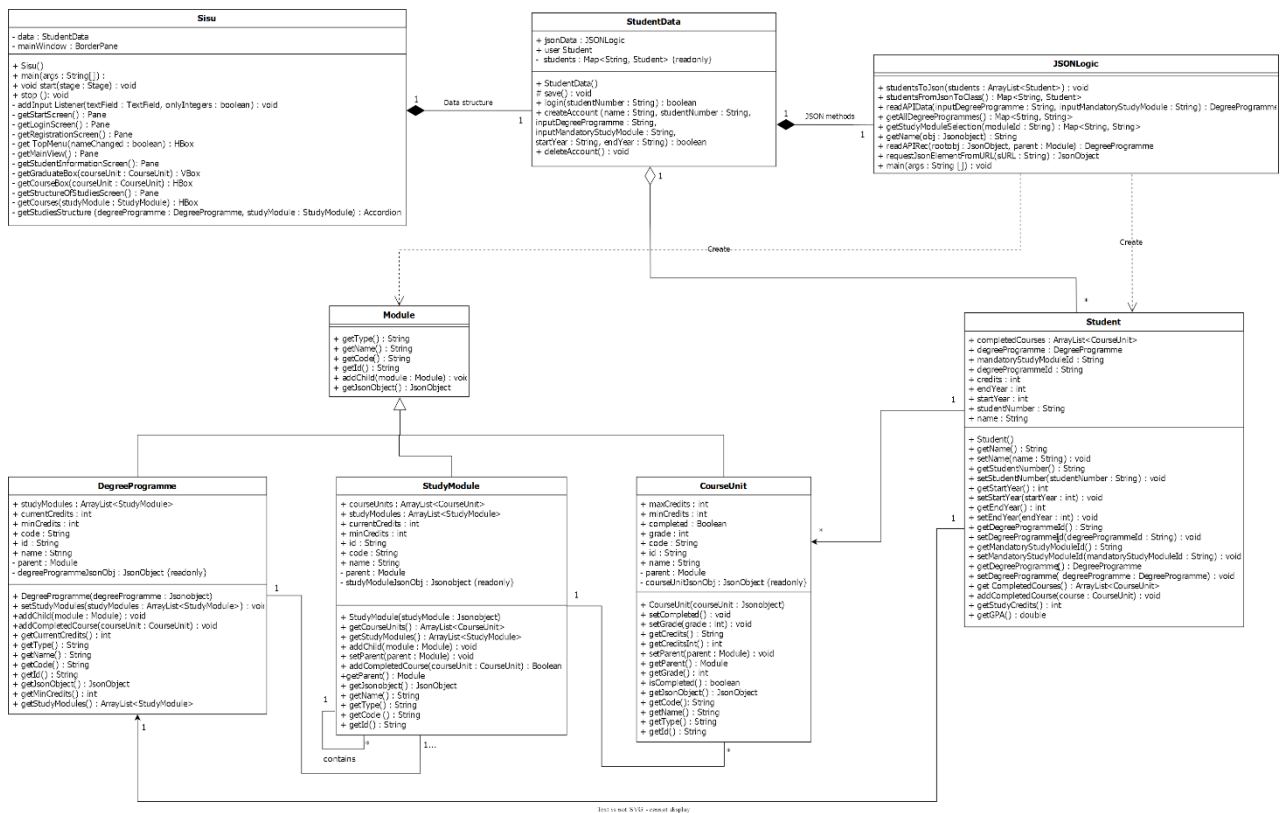 Sisu
- data : StudentData
- mainWindow : BorderPane
+ Sisu()
+ main(args : String[] ) :
+ void start(stage : Stage) : void
+ stop (): void
- addInput Listener(textField : TextField, onlyIntegers : boolean) : void
- getStartScreen() : Pane
- getLoginScreen() : Pane
- getRegistrationScreen() : Pane
- get TopMenu(nameChanged : boolean) : HBox
- getMainView() : Pane
- getStudentInformationScreen(): Pane
- getGraduateBox(courseUnit : CourseUnit) : VBox
- getCourseBox(courseUnit : CourseUnit) : HBox
- getStructureOfStudiesScreen() : Pane
- getCourses(studyModule : StudyModule) : HBox
- getStudiesStructure (degreeProgramme : DegreeProgramme, studyModule : StudyModule) : Accordion
1
Data structure
1
StudentData
+ jsonData : JSONLogic
+ user Student
- students : Map<String, Student> {readonly}
+ StudentData()
# save() : void
+ login(studentNumber : String) : boolean
+ createAccount (name : String, studentNumber : String,
inputDegreeProgramme : String,
inputMandatoryStudyModule : String,
startYear : String, endYear : String) : boolean
+ deleteAccount() : void
1
JSON methods
1
JSONLogic
+ studentsToJson(students : ArrayList<Student>) : void
+ studentsFromJsonToClass() : Map<String, Student>
+ readAPIData(inputDegreeProgramme : String, inputMandatoryStudyModule : String) : DegreeProgramme
+ getAllDegreeProgrammes() : Map<String, String>
+ getStudyModuleSelection(moduleId : String) : Map<String, String>
+ getName(obj : Jsonobject) : String
+ readAPIRec(rootobj : JsonObject, parent : Module) : DegreeProgramme
+ requestJsonElementFromURL(sURL : String) : JsonObject
+ main(args : String []) : void
1
Create
Create
*
Module
+ getType() : String
+ getName() : String
+ getCode() : String
+ getId() : String
+ addChild(module : Module) : void
+ getJsonObject() : JsonObject
Student
+ completedCourses : ArrayList<CourseUnit>
+ degreeProgramme : DegreeProgramme
+ mandatoryStudyModuleId : String
+ degreeProgrammeId : String
+ credits : int
+ endYear : int
+ startYear : int
+ studentNumber : String
+ name : String
+ Student()
+ getName() : String
+ setName(name : String) : void
+ getStudentNumber() : String
+ setStudentNumber(studentNumber : String) : void
+ getStartYear() : int
+ setStartYear(startYear : int) : void
+ getEndYear() : int
+ setEndYear(endYear : int) : void
+ getDegreeProgrammeId() : String
+ setDegreeProgrammeId(degreeProgrammeId : String) : void
+ getMandatoryStudyModuleId() : String
+ setMandatoryStudyModuleId(mandatoryStudyModuleId : String) : void
+ getDegreeProgramme() : DegreeProgramme
+ setDegreeProgramme( degreeProgramme : DegreeProgramme) : void
+ get CompletedCourses() : ArrayList<CourseUnit>
+ addCompletedCourse(course : CourseUnit) : void
+ getStudyCredits() : int
+ getGPA() : double
1
1
*
DegreeProgramme
+ studyModules : ArrayList<StudyModule>
+ currentCredits : int
+ minCredits : int
+ code : String
+ id : String
+ name : String
- parent : Module
- degreeProgrammeJsonObj : JsonObject {readonly}
+ DegreeProgramme(degreeProgramme : Jsonobject)
+ setStudyModules(studyModules : ArrayList<StudyModule>) : void
+addChild(module : Module) : void
+addCompletedCourse(courseUnit : CourseUnit) : void
+ getCurrentCredits() : int
+ getType() : String
+ getName() : String
+ getCode() : String
+ getId() : String
+ getJsonObject() : JsonObject
+ getMinCredits() : int
+ getStudyModules() : ArrayList<StudyModule>
1
1
StudyModule
+ courseUnits : ArrayList<CourseUnit>
+ studyModules : ArrayList<StudyModule>
+ currentCredits : int
+ minCredits : int
+ id : String
+ code : String
+ name : String
- parent : Module
- studyModuleJsonObj : Jsonobject {readonly}
+ StudyModule(studyModule : Jsonobject)
+ getCourseUnits() : ArrayList<CourseUnit>
+ getStudyModules() : ArrayList<StudyModule>
+ addChild(module : Module) : void
+ setParent(parent : Module) : void
+ addCompletedCourse(courseUnit : CourseUnit) : Boolean
+getParent() : Module
+ getJsonobject() : JsonObject
+ getName() : String
+ getType() : String
+ getCode () : String
+ getId() : String
1
*
contains
1...
1
CourseUnit
+ maxCredits : int
+ minCredits : int
+ completed : Boolean
+ grade : int
+ code : String
+ id : String
+ name : String
- parent : Module
- courseUnitJsonObj : JsonObject {readonly}
+ CourseUnit(courseUnit : Jsonobject)
+ setCompleted() : void
+ setGrade(grade : int) : void
+ getCredits() : String
+ getCreditsInt() : int
+ setParent(parent : Module) : void
+ getParent() : Module
+ getGrade() : int
+ isCompleted() : boolean
+ getJsonObject() : JsonObject
+ getCode(): String
+ getName() : String
+ getType() : String
+ getId() : String
*
Text is not SVG - cannot display